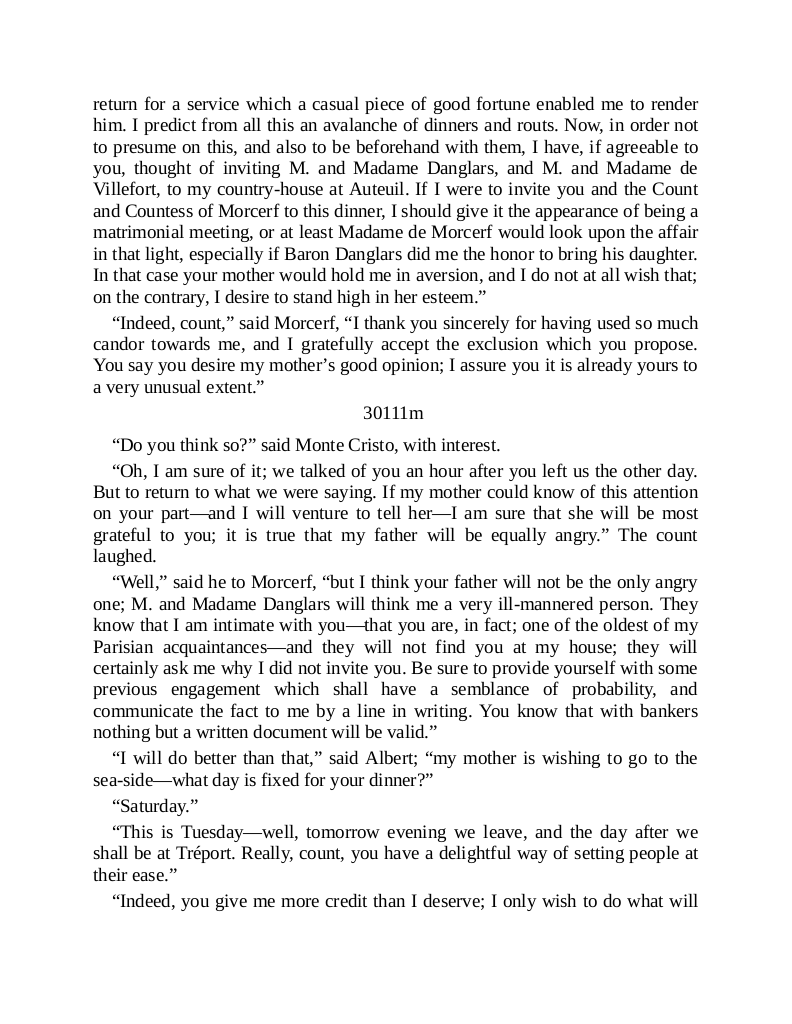 return for a service which a casual piece of good fortune enabled me to render
him. I predict from all this an avalanche of dinners and routs. Now, in order not
to presume on this, and also to be beforehand with them, I have, if agreeable to
you, thought of inviting M. and Madame Danglars, and M. and Madame de
Villefort, to my country-house at Auteuil. If I were to invite you and the Count
and Countess of Morcerf to this dinner, I should give it the appearance of being a
matrimonial meeting, or at least Madame de Morcerf would look upon the affair
in that light, especially if Baron Danglars did me the honor to bring his daughter.
In that case your mother would hold me in aversion, and I do not at all wish that;
on the contrary, I desire to stand high in her esteem.”
“Indeed, count,” said Morcerf, “I thank you sincerely for having used so much
candor towards me, and I gratefully accept the exclusion which you propose.
You say you desire my mother’s good opinion; I assure you it is already yours to
a very unusual extent.”
30111m
“Do you think so?” said Monte Cristo, with interest.
“Oh, I am sure of it; we talked of you an hour after you left us the other day.
But to return to what we were saying. If my mother could know of this attention
on your part—and I will venture to tell her—I am sure that she will be most
grateful to you; it is true that my father will be equally angry.” The count
laughed.
“Well,” said he to Morcerf, “but I think your father will not be the only angry
one; M. and Madame Danglars will think me a very ill-mannered person. They
know that I am intimate with you—that you are, in fact; one of the oldest of my
Parisian acquaintances—and they will not find you at my house; they will
certainly ask me why I did not invite you. Be sure to provide yourself with some
previous engagement which shall have a semblance of probability, and
communicate the fact to me by a line in writing. You know that with bankers
nothing but a written document will be valid.”
“I will do better than that,” said Albert; “my mother is wishing to go to the
sea-side—what day is fixed for your dinner?”
“Saturday.”
“This is Tuesday—well, tomorrow evening we leave, and the day after we
shall be at Tréport. Really, count, you have a delightful way of setting people at
their ease.”
“Indeed, you give me more credit than I deserve; I only wish to do what will